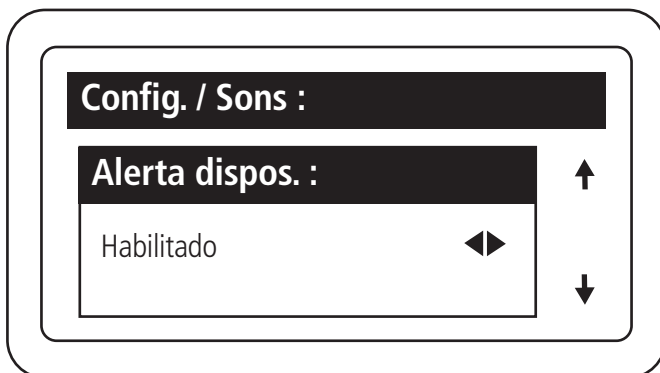 Config. / Sons :
Alerta dispos. :
Habilitado